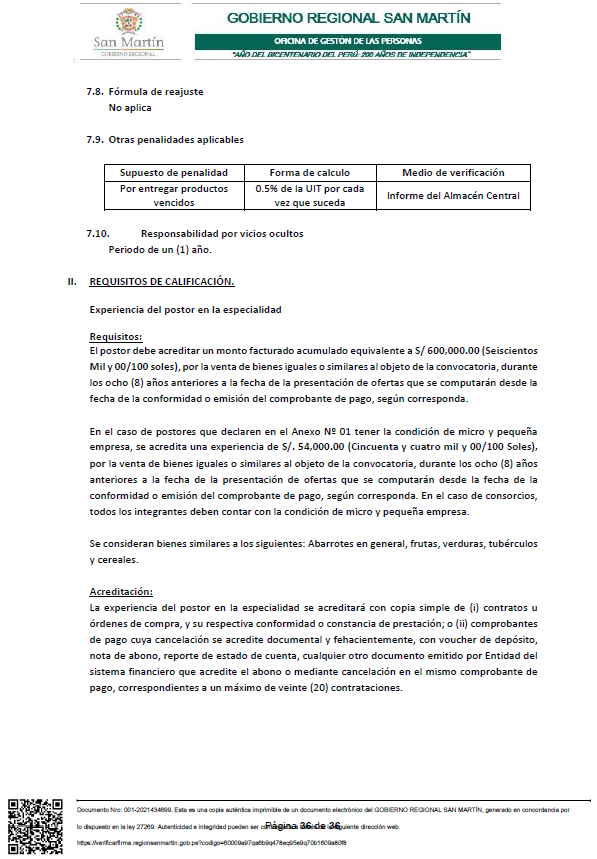 San Martín
GOBIERNO REGIONAL
GOBIERNO REGIONAL SAN MARTÍN
OFICINA DE GESTIÓN DE LAS PERSONAS
"AÑO DEL BICENTENARIO DEL PERÚ: 200 AÑOS DE INDEPENDENCIA"
7.8. Fórmula de reajuste
No aplica
7.9. Otras penalidades aplicables
Supuesto de penalidad Forma de calculo Medio de verificación
Por entregar productos vencidos 0.5% de la UIT por cada vez que suceda Informe del Almacén Central
7.10. Responsabilidad por vicios ocultos
Periodo de un (1) año.
II. REQUISITOS DE CALIFICACIÓN.
Experiencia del postor en la especialidad
Requisitos:
El postor debe acreditar un monto facturado acumulado equivalente a S/ 600,000.00 (Seiscientos
Mil y 00/100 soles), por la venta de bienes iguales o similares al objeto de la convocatoria, durante
los ocho (8) años anteriores a la fecha de la presentación de ofertas que se computarán desde la
fecha de la conformidad o emisión del comprobante de pago, según corresponda.
En el caso de postores que declaren en el Anexo Nº 01 tener la condición de micro y pequeña
empresa, se acredita una experiencia de S/. 54,000.00 (Cincuenta y cuatro mil y 00/100 Soles),
por la venta de bienes iguales o similares al objeto de la convocatoria, durante los ocho (8) años
anteriores a la fecha de la presentación de ofertas que se computarán desde la fecha de la
conformidad o emisión del comprobante de pago, según corresponda. En el caso de consorcios,
todos los integrantes deben contar con la condición de micro y pequeña empresa.
Se consideran bienes similares a los siguientes: Abarrotes en general, frutas, verduras, tubérculos
y cereales.
Acreditación:
La experiencia del postor en la especialidad se acreditará con copia simple de (i) contratos u
órdenes de compra, y su respectiva conformidad o constancia de prestación; o (ii) comprobantes
de pago cuya cancelación se acredite documental y fehacientemente, con voucher de depósito,
nota de abono, reporte de estado de cuenta, cualquier otro documento emitido por Entidad del
sistema financiero que acredite el abono o mediante cancelación en el mismo comprobante de
pago, correspondientes a un máximo de veinte (20) contrataciones.
Documento Nro: 001-2021434699. Esta es una copia auténtica imprimible de un documento electrónico del GOBIERNO REGIONAL SAN MARTÍN, generado en concordancia por
lo dispuesto en la ley 27269. Autenticidad e integridad pueden ser siguiente dirección web.
Página 36 de 36
https://verificarfirma.regionsanmartin.gob.pe?codigo=60009a97qa6b9q478eq95e9q70b1609a80f8